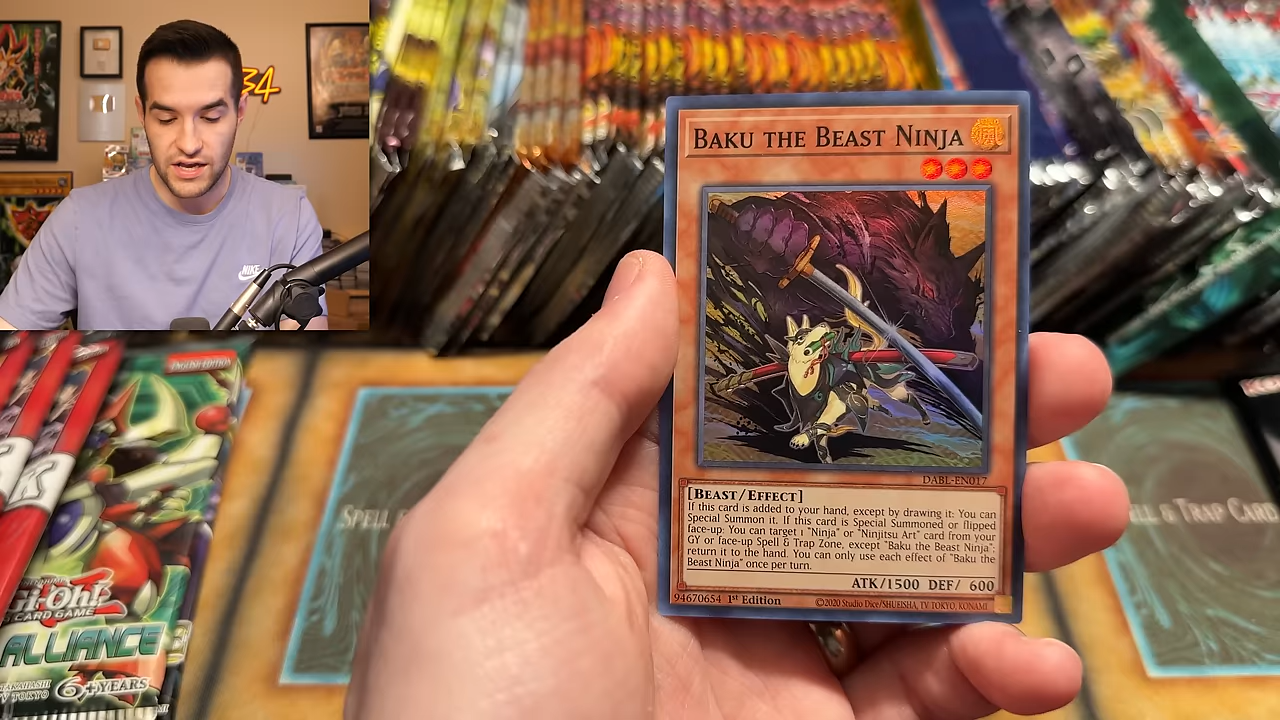 34
NIKE
BAKU THE BEAST NINJA
DABL-EN017
[BEAST/EFFECT]
If this card is added to your hand, except by drawing it: You can
Special Summon it. If this card is Special Summoned or flipped
face-up: You can target 1 "Ninja" or "Ninjitsu Art" card from your
GY or face-up Spell & Trap Zone, except "Baku the Beast Ninja";
return it to the hand. You can only use each effect of "Baku the
Beast Ninja" once per turn.
ATK/1500 DEF/ 600
94670654 1st Edition
©2020 Studio Dice/SHUEISHA, TV TOKYO, KONAMI
ENGLISH EDITION
Gi-Oh!
CARD GAME
ALLIANCE
TAKAHASHI
TV TOKYO
6+YEARS
SPELL &
LL & TRAP CARD